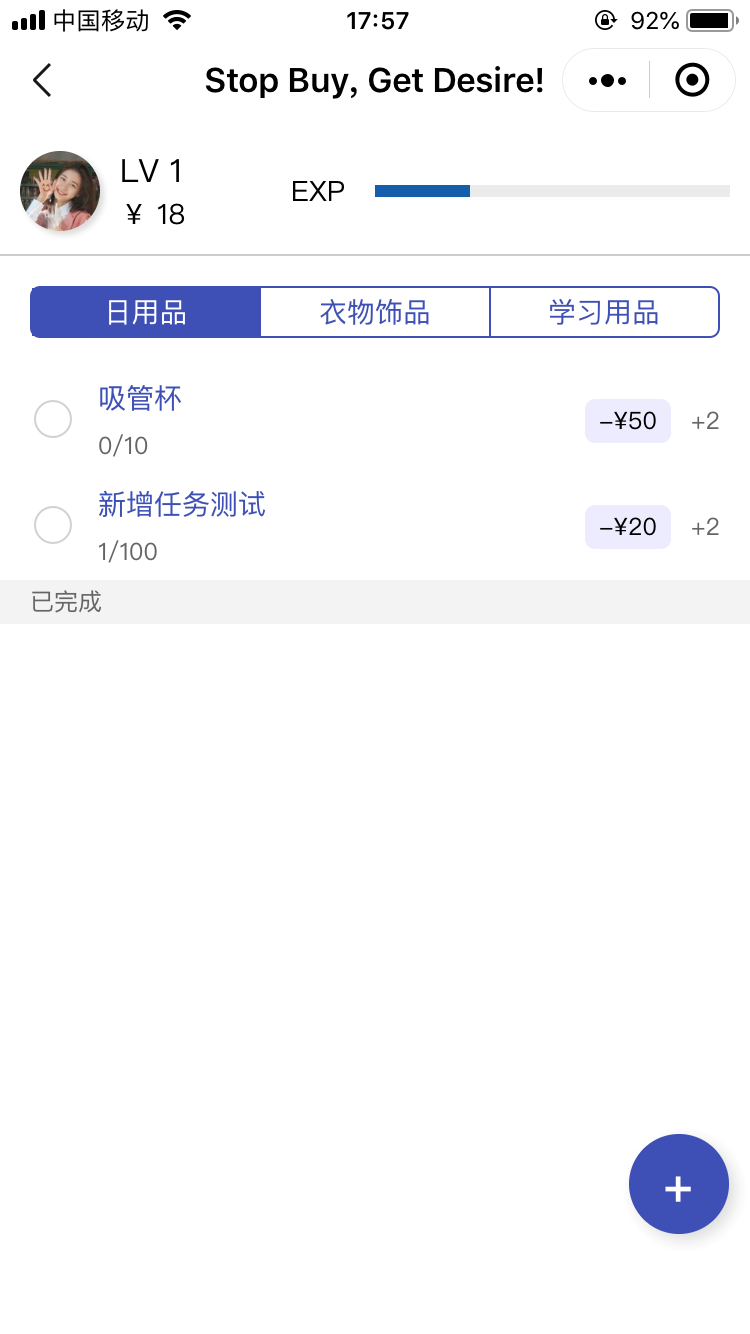 中国移动 17:57 92%
Stop Buy, Get Desire!
LV 1
¥ 18
EXP
日用品 衣物饰品 学习用品
吸管杯
0/10
−¥50 +2
新增任务测试
1/100
−¥20 +2
已完成
+